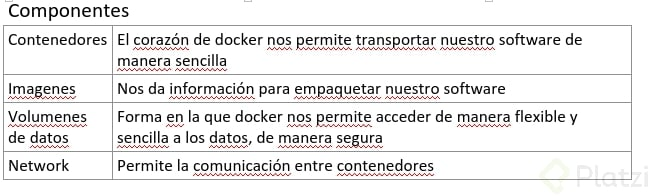 Componentes
Contenedores El corazón de docker nos permite transportar nuestro software de
manera sencilla
Imagenes Nos da información para empaquetar nuestro software
Volumenes Forma en la que docker nos permite acceder de manera flexible y
de datos sencilla a los datos, de manera segura
Network Permite la comunicación entre contenedores
Platzi